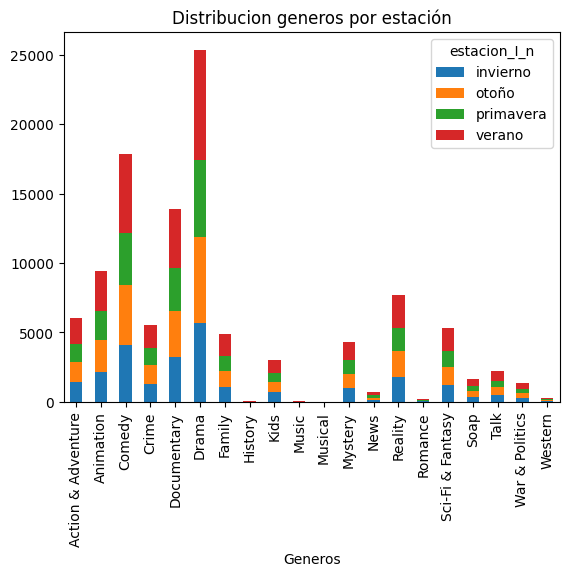 Distribucion generos por estación
estacion_I_n
invierno
otoño
primavera
verano
25000
20000
15000
10000
5000
0
Action & Adventure
Animation
Comedy
Crime
Documentary
Drama
Family
History
Kids
Music
Musical
Mystery
News
Reality
Romance
Sci-Fi & Fantasy
Soap
Talk
War & Politics
Western
Generos